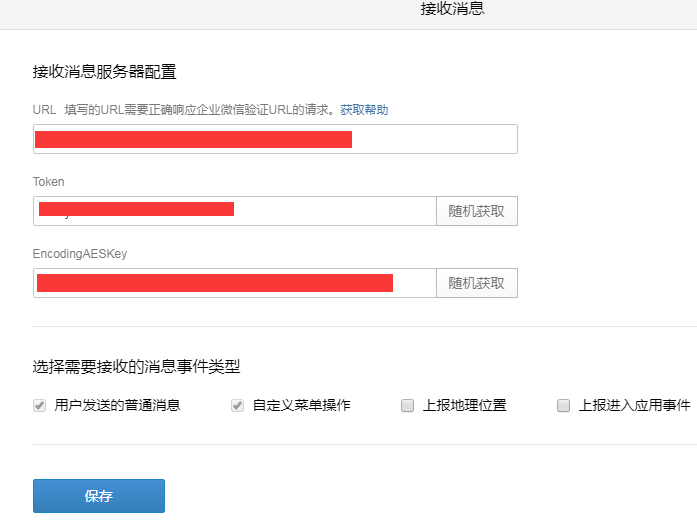 接收消息
接收消息服务器配置
URL 填写的URL需要正确响应企业微信验证URL的请求。获取帮助
Token
随机获取
EncodingAESKey
随机获取
选择需要接收的消息事件类型
用户发送的普通消息 自定义菜单操作 上报地理位置 上报进入应用事件
保存